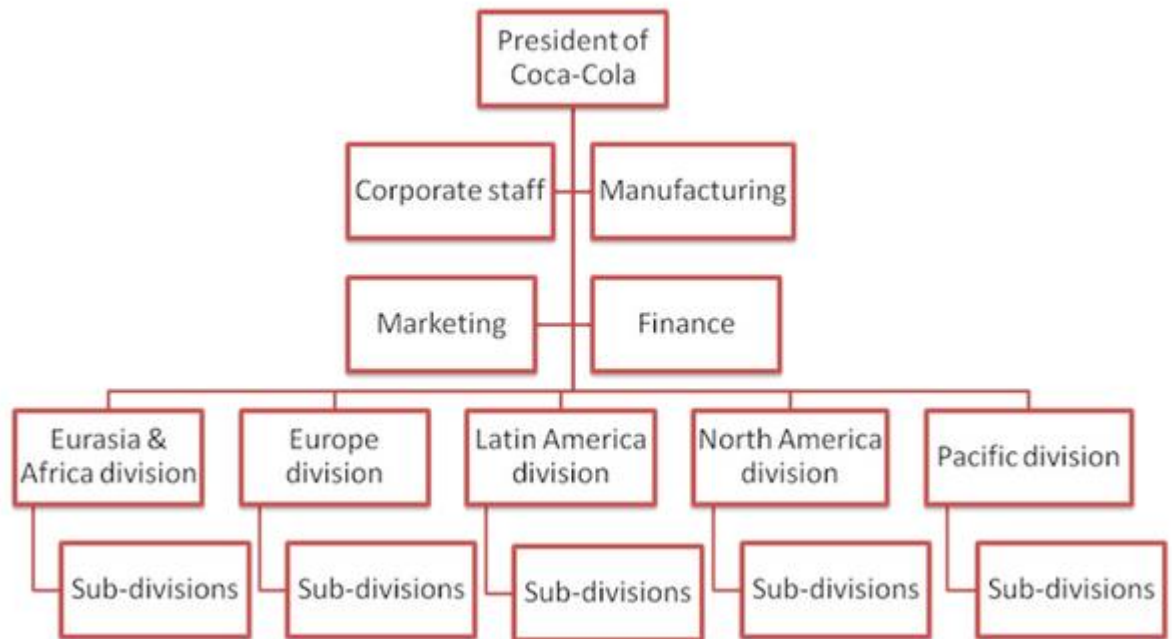 President of
Coca-Cola
Corporate staff
Manufacturing
Marketing
Finance
Eurasia &
Africa division
Europe
division
Latin America
division
North America
division
Pacific division
Sub-divisions
Sub-divisions
Sub-divisions
Sub-divisions
Sub-divisions